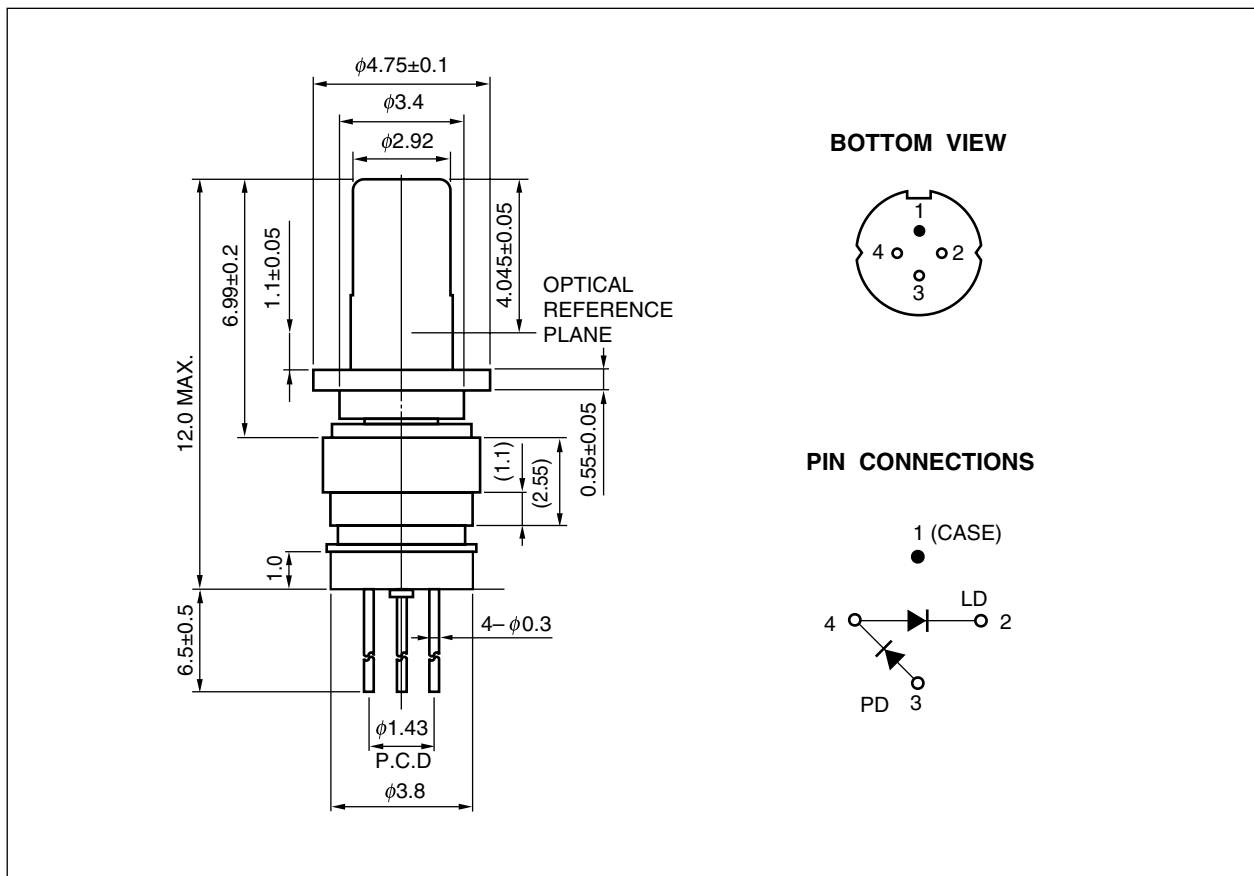 ϕ4.75±0.1
ϕ3.4
ϕ2.92
12.0 MAX.
6.99±0.2
1.1±0.05
4.045±0.05
OPTICAL
REFERENCE
PLANE
0.55±0.05
(1.1)
(2.55)
1.0
6.5±0.5
4–ϕ0.3
ϕ1.43
P.C.D
ϕ3.8
BOTTOM VIEW
1
4
2
3
PIN CONNECTIONS
1 (CASE)
LD
4
2
PD
3